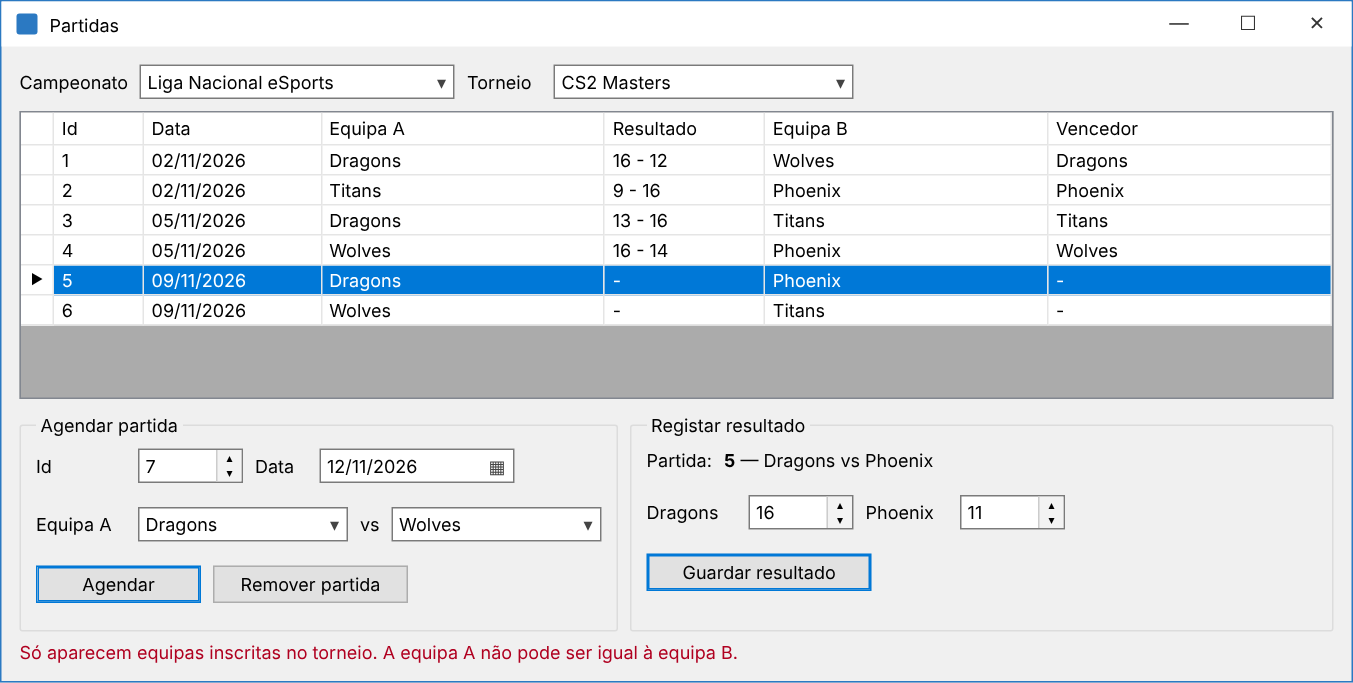 Partidas
Campeonato Liga Nacional eSports Torneio CS2 Masters
Id Data Equipa A Resultado Equipa B Vencedor
1 02/11/2026 Dragons 16 - 12 Wolves Dragons
2 02/11/2026 Titans 9 - 16 Phoenix Phoenix
3 05/11/2026 Dragons 13 - 16 Titans Titans
4 05/11/2026 Wolves 16 - 14 Phoenix Wolves
5 09/11/2026 Dragons - Phoenix -
6 09/11/2026 Wolves - Titans -
Agendar partida
Id 7 Data 12/11/2026
Equipa A Dragons vs Wolves
Agendar Remover partida
Registar resultado
Partida: 5 — Dragons vs Phoenix
Dragons 16 Phoenix 11
Guardar resultado
Só aparecem equipas inscritas no torneio. A equipa A não pode ser igual à equipa B.